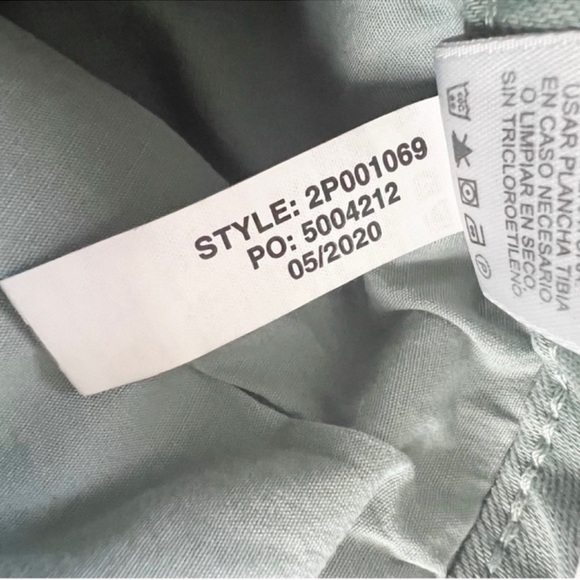 STYLE: 2P001069
PO: 5004212
05/2020
USAR PLANCHA TIBIA
EN CASO NECESARIO
O LIMPIAR EN SECO,
SIN TRICLOROETILENO